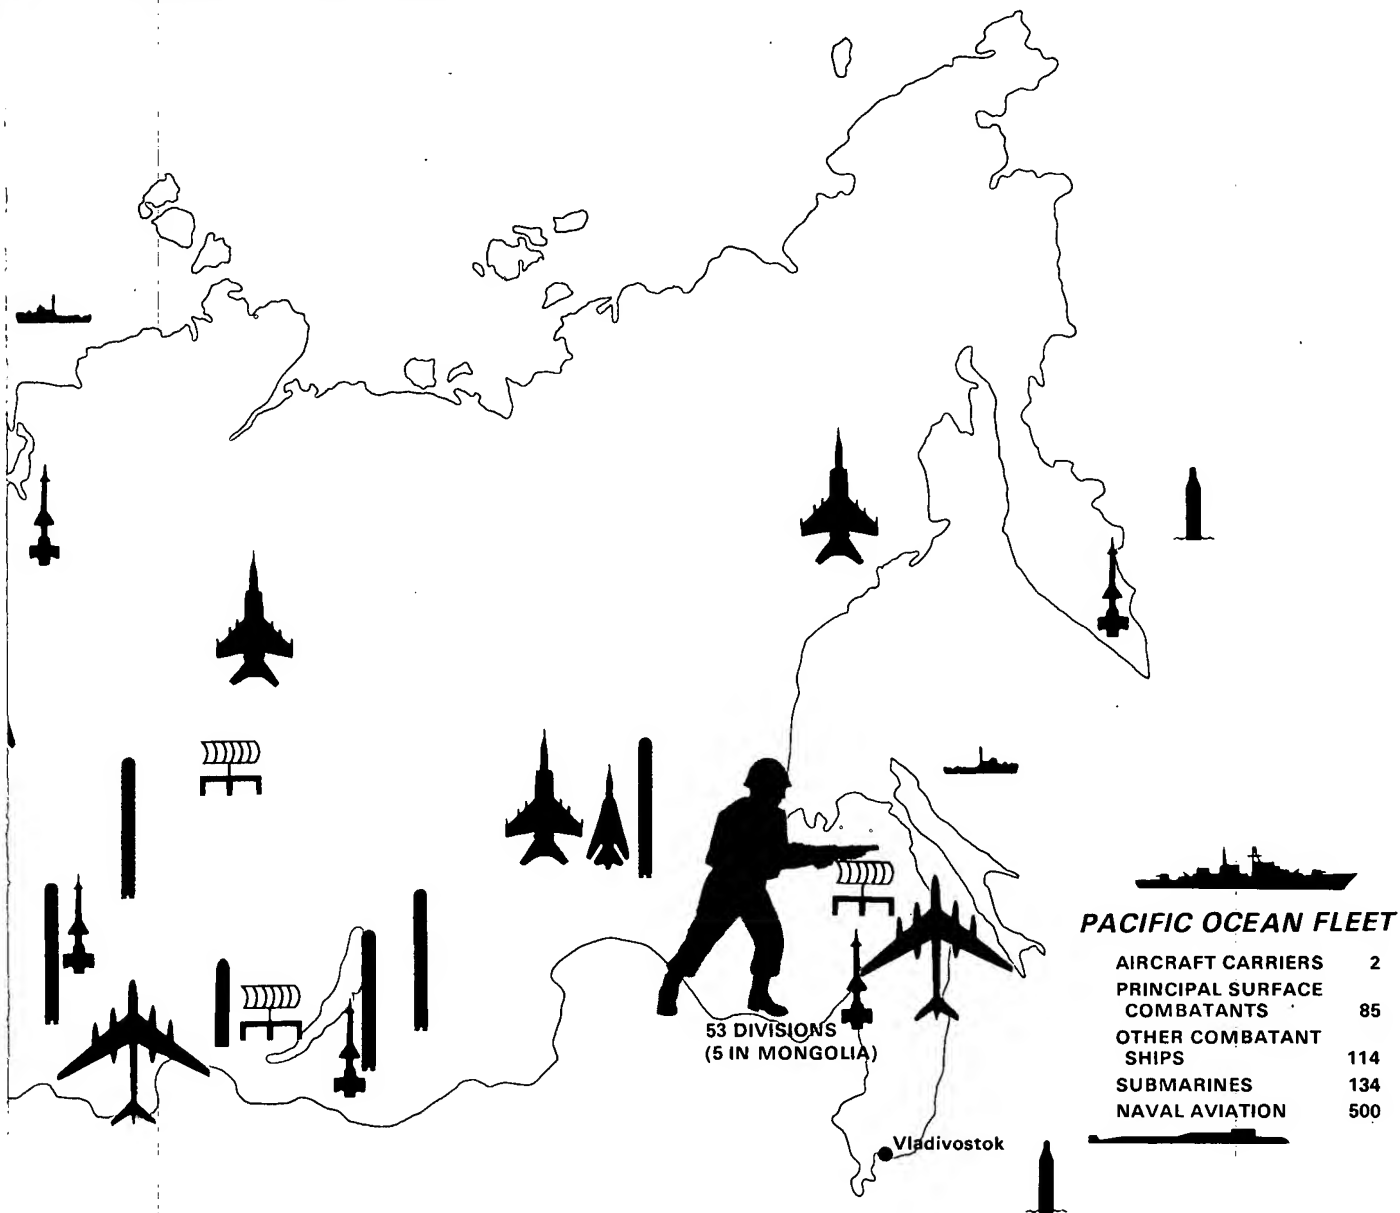 53 DIVISIONS
(5 IN MONGOLIA)
Vladivostok
PACIFIC OCEAN FLEET
AIRCRAFT CARRIERS 2
PRINCIPAL SURFACE
COMBATANTS 85
OTHER COMBATANT
SHIPS 114
SUBMARINES 134
NAVAL AVIATION 500